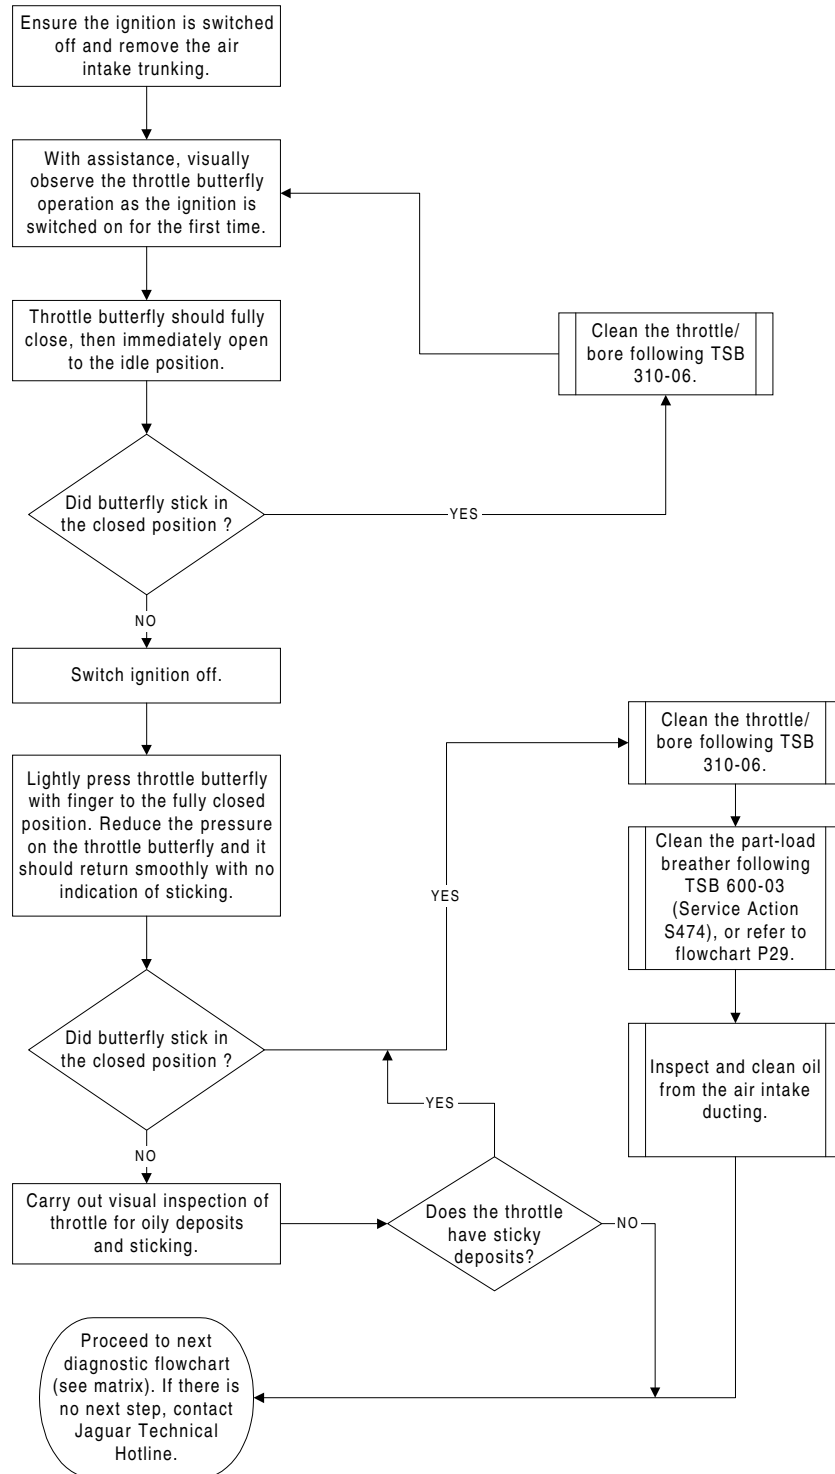 Ensure the ignition is switched
off and remove the air
intake trunking.
With assistance, visually
observe the throttle butterfly
operation as the ignition is
switched on for the first time.
Throttle butterfly should fully
close, then immediately open
to the idle position.
Clean the throttle/
bore following TSB
310-06.
Did butterfly stick in
the closed position ?
YES
NO
Switch ignition off.
Lightly press throttle butterfly
with finger to the fully closed
position. Reduce the pressure
on the throttle butterfly and it
should return smoothly with no
indication of sticking.
Clean the throttle/
bore following TSB
310-06.
Clean the part-load
breather following
TSB 600-03
(Service Action
S474), or refer to
flowchart P29.
YES
Did butterfly stick in
the closed position ?
Inspect and clean oil
from the air intake
ducting.
YES
NO
Carry out visual inspection of
throttle for oily deposits
and sticking.
Does the throttle
have sticky
deposits?
NO
Proceed to next
diagnostic flowchart
(see matrix). If there is
no next step, contact
Jaguar Technical
Hotline.